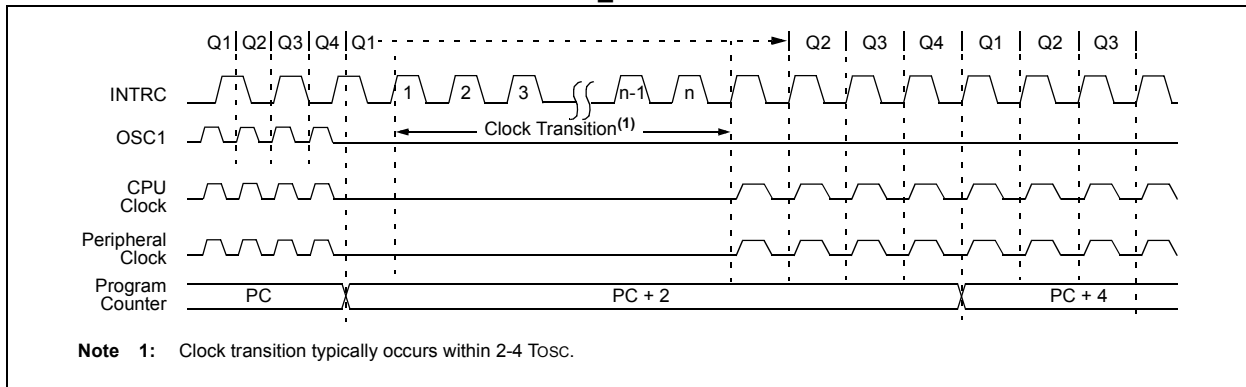 Q1 Q2 Q3 Q4 Q1 Q2 Q3 Q4 Q1 Q2 Q3
INTRC 1 2 3 n-1 n
Clock Transition(1)
OSC1
CPU
Clock
Peripheral
Clock
Program
Counter
PC PC + 2 PC + 4
Note 1: Clock transition typically occurs within 2-4 TOSC.